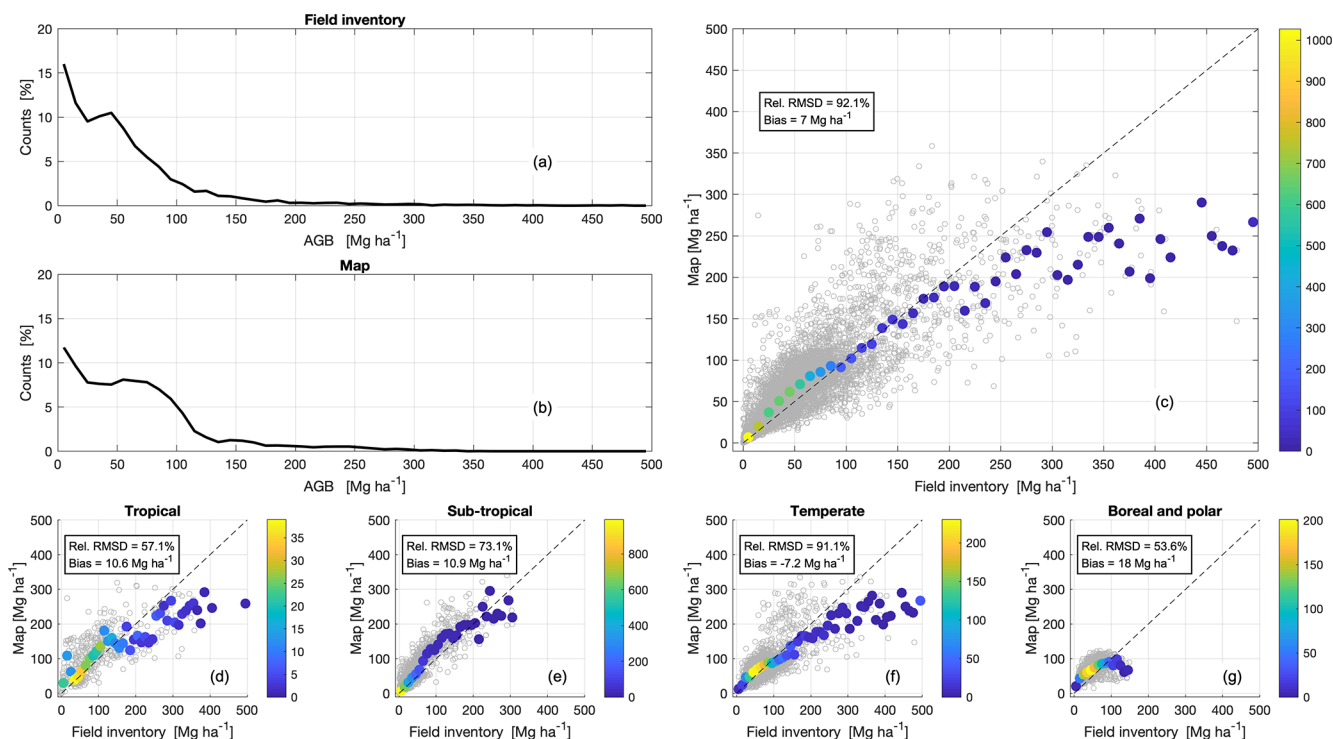 Field inventory
20
15
10
5
0
Counts [%]
(a)
0 50 100 150 200 250 300 350 400 450 500
AGB [Mg ha-1]
Map
20
15
10
5
0
Counts [%]
(b)
0 50 100 150 200 250 300 350 400 450 500
AGB [Mg ha-1]
500
450
400
350
300
250
200
150
100
50
0
Map [Mg ha-1]
Rel. RMSD = 92.1%
Bias = 7 Mg ha-1
(c)
0 50 100 150 200 250 300 350 400 450 500
Field inventory [Mg ha-1]
1000
900
800
700
600
500
400
300
200
100
0
Tropical
500
400
300
200
100
0
Map [Mg ha-1]
Rel. RMSD = 57.1%
Bias = 10.6 Mg ha-1
(d)
0 100 200 300 400 500
Field inventory [Mg ha-1]
35
30
25
20
15
10
5
0
Sub-tropical
500
400
300
200
100
0
Map [Mg ha-1]
Rel. RMSD = 73.1%
Bias = 10.9 Mg ha-1
(e)
0 100 200 300 400 500
Field inventory [Mg ha-1]
800
600
400
200
0
Temperate
500
400
300
200
100
0
Map [Mg ha-1]
Rel. RMSD = 91.1%
Bias = -7.2 Mg ha-1
(f)
0 100 200 300 400 500
Field inventory [Mg ha-1]
200
150
100
50
0
Boreal and polar
500
400
300
200
100
0
Map [Mg ha-1]
Rel. RMSD = 53.6%
Bias = 18 Mg ha-1
(g)
0 100 200 300 400 500
Field inventory [Mg ha-1]
200
150
100
50
0